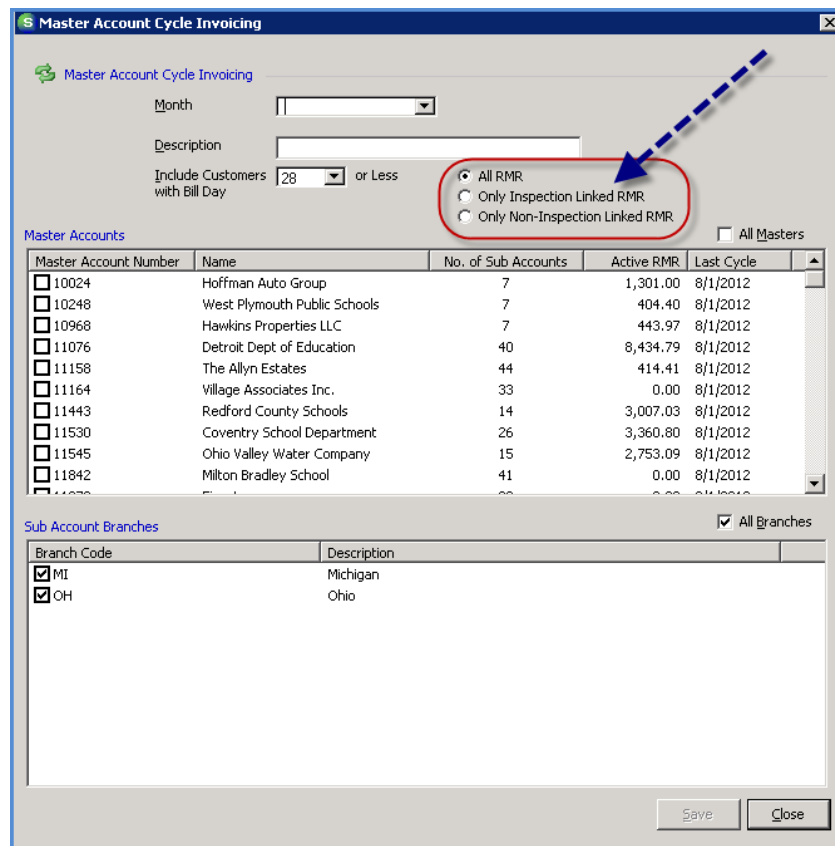 S Master Account Cycle Invoicing
Master Account Cycle Invoicing
Month
Description
Include Customers with Bill Day 28 or Less
All RMR
Only Inspection Linked RMR
Only Non-Inspection Linked RMR
Master Accounts All Masters
Master Account Number Name No. of Sub Accounts Active RMR Last Cycle
10024 Hoffman Auto Group 7 1,301.00 8/1/2012
10248 West Plymouth Public Schools 7 404.40 8/1/2012
10968 Hawkins Properties LLC 7 443.97 8/1/2012
11076 Detroit Dept of Education 40 8,434.79 8/1/2012
11158 The Allyn Estates 44 414.41 8/1/2012
11164 Village Associates Inc. 33 0.00 8/1/2012
11443 Redford County Schools 14 3,007.03 8/1/2012
11530 Coventry School Department 26 3,360.80 8/1/2012
11545 Ohio Valley Water Company 15 2,753.09 8/1/2012
11842 Milton Bradley School 41 0.00 8/1/2012
Sub Account Branches All Branches
Branch Code Description
MI Michigan
OH Ohio
Save Close